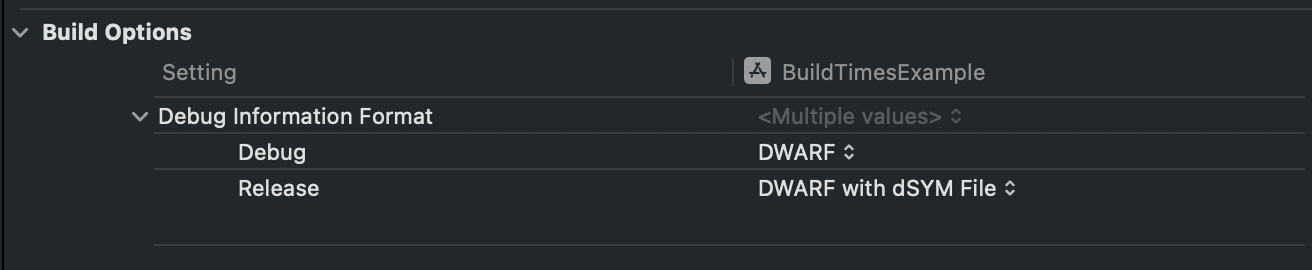 Build Options
Setting BuildTimesExample
Debug Information Format <Multiple values>
Debug DWARF
Release DWARF with dSYM File